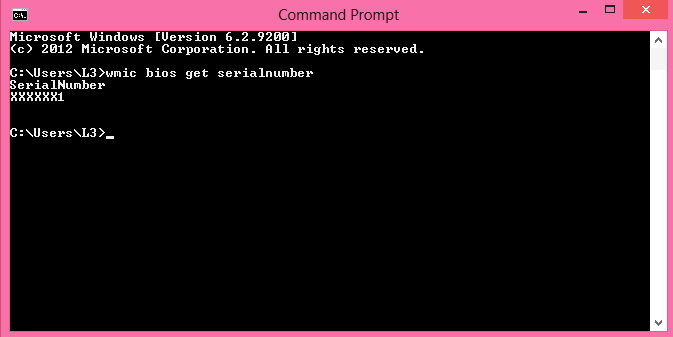 C:\. Command Prompt
Microsoft Windows [Version 6.2.9200]
(c) 2012 Microsoft Corporation. All rights reserved.
C:\Users\L3>wmic bios get serialnumber
SerialNumber
XXXXXX1
C:\Users\L3>